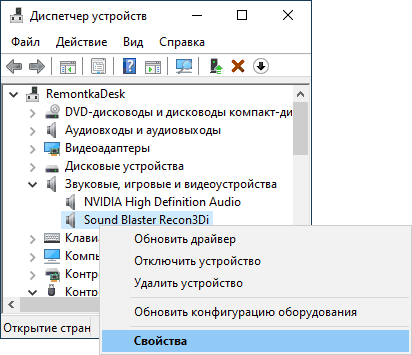 Диспетчер устройств
Файл Действие Вид Справка
RemontkaDesk
DVD-дисководы и дисководы компакт-ди
Аудиовходы и аудиовыходы
Видеоадаптеры
Дисковые устройства
Звуковые, игровые и видеоустройства
NVIDIA High Definition Audio
Sound Blaster Recon3Di
Клави
Обновить драйвер
Компь
Отключить устройство
Контр
Удалить устройство
Контр
Обновить конфигурацию оборудования
Открытие стран
Свойства